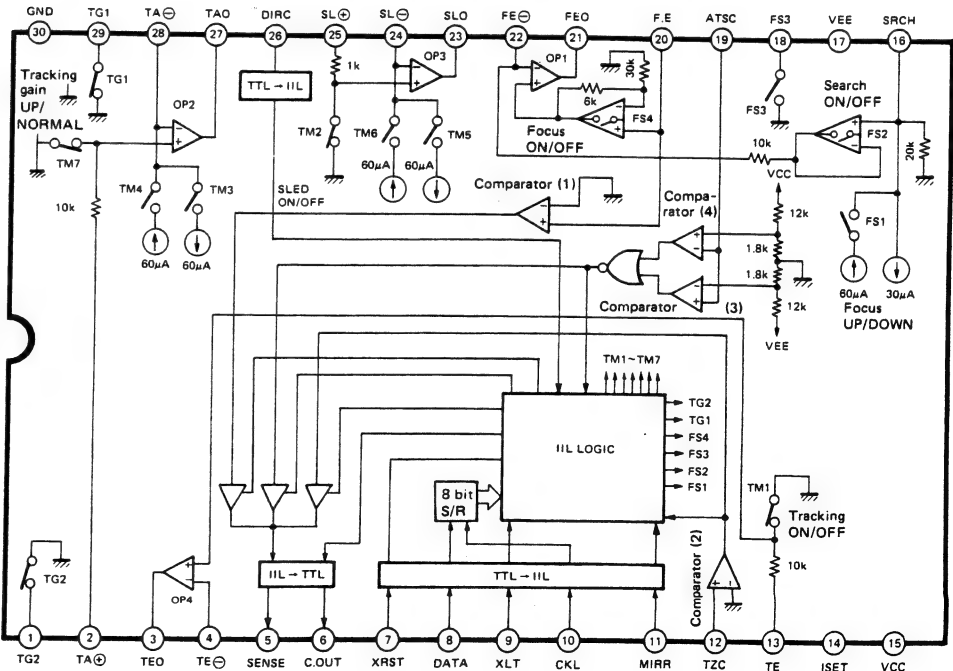 GND TG1 TA⊖ TAO DIRC SL⊕ SL⊖ SLO FE⊖ FEO F.E ATSC FS3 VEE SRCH
30 29 28 27 26 25 24 23 22 21 20 19 18 17 16
Tracking
gain
UP/
NORMAL
TG1
TM7
10k
OP2
TM4
TM3
60μA
60μA
TTL → IIL
SLED
ON/OFF
1k
TM2
TM6
OP3
TM5
60μA
60μA
OP1
30k
6k
FS4
Focus
ON/OFF
FS3
Search
ON/OFF
FS2
10k
20k
VCC
12k
1.8k
1.8k
12k
VEE
FS1
60μA
30μA
Focus
UP/DOWN
Comparator (1)
Compa-
rator (4)
Comparator (3)
TM1~TM7
IIL LOGIC
TG2
TG1
FS4
FS3
FS2
FS1
8 bit
S/R
TM1
Tracking
ON/OFF
10k
Comparator (2)
TG2
OP4
IIL → TTL
TTL → IIL
1 2 3 4 5 6 7 8 9 10 11 12 13 14 15
TG2 TA⊕ TEO TE⊖ SENSE C.OUT XRST DATA XLT CKL MIRR TZC TE ISET VCC